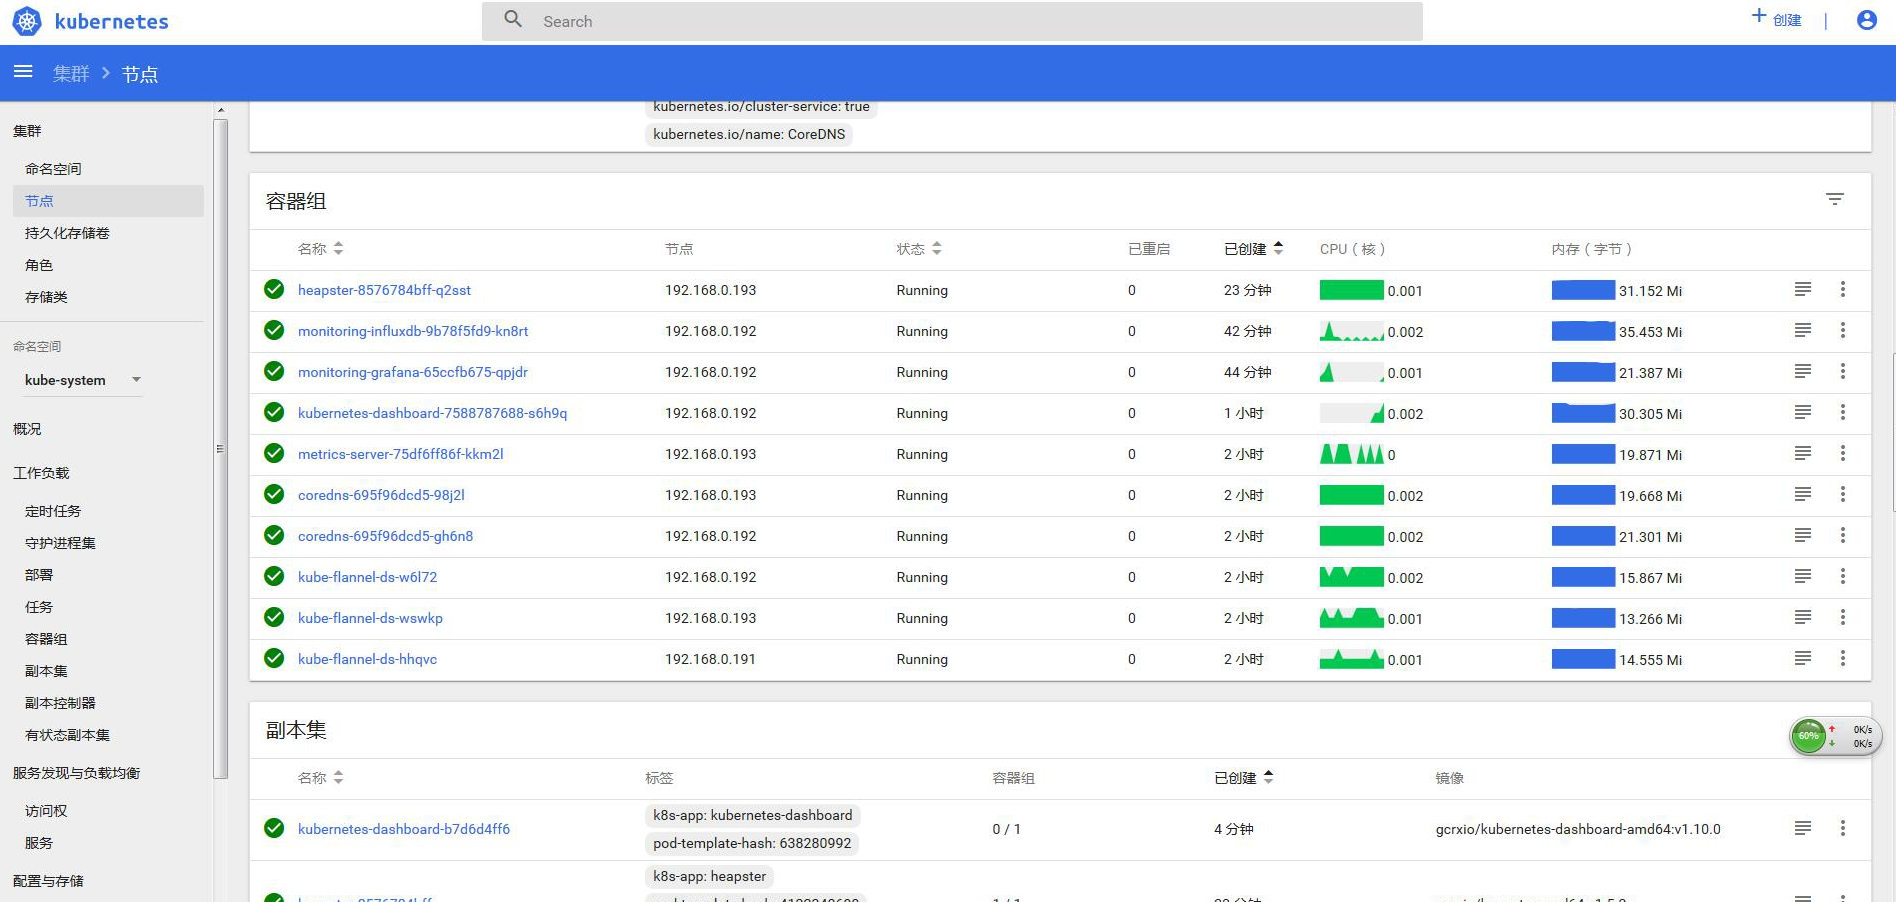 kubernetes
Search
创建
集群 节点
集群
命名空间
节点
持久化存储卷
角色
存储类
命名空间
kube-system
概况
工作负载
定时任务
守护进程集
部署
任务
容器组
副本集
副本控制器
有状态副本集
服务发现与负载均衡
访问权
服务
配置与存储
kubernetes.io/cluster-service: true
kubernetes.io/name: CoreDNS
容器组
名称 节点 状态 已重启 已创建 CPU（核） 内存（字节）
heapster-8576784bff-q2sst 192.168.0.193 Running 0 23 分钟 0.001 31.152 Mi
monitoring-influxdb-9b78f5fd9-kn8rt 192.168.0.192 Running 0 42 分钟 0.002 35.453 Mi
monitoring-grafana-65ccfb675-qpjdr 192.168.0.192 Running 0 44 分钟 0.001 21.387 Mi
kubernetes-dashboard-7588787688-s6h9q 192.168.0.192 Running 0 1 小时 0.002 30.305 Mi
metrics-server-75df6ff86f-kkm2l 192.168.0.193 Running 0 2 小时 0 19.871 Mi
coredns-695f96dcd5-98j2l 192.168.0.193 Running 0 2 小时 0.002 19.668 Mi
coredns-695f96dcd5-gh6n8 192.168.0.192 Running 0 2 小时 0.002 21.301 Mi
kube-flannel-ds-w6l72 192.168.0.192 Running 0 2 小时 0.002 15.867 Mi
kube-flannel-ds-wswkp 192.168.0.193 Running 0 2 小时 0.001 13.266 Mi
kube-flannel-ds-hhqvc 192.168.0.191 Running 0 2 小时 0.001 14.555 Mi
副本集
60% 0K/s
0K/s
名称 标签 容器组 已创建 镜像
k8s-app: kubernetes-dashboard
kubernetes-dashboard-b7d6d4ff6 0 / 1 4 分钟 gcrxio/kubernetes-dashboard-amd64:v1.10.0
pod-template-hash: 638280992
k8s-app: heapster